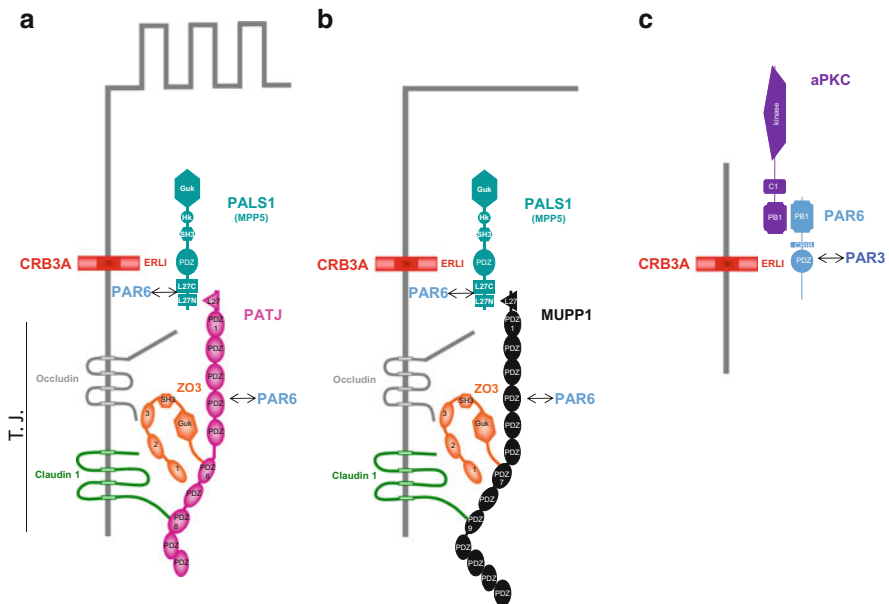 a
Guk
PALS1
(MPP5)
Hk
SH3
PDZ
CRB3A
ERLI
L27C
PAR6
L27N
L27
PATJ
PDZ
1
PDZ
PDZ
Occludin
ZO3
SH3
PDZ
PAR6
3
Guk
PDZ
2
1
PDZ
6
Claudin 1
PDZ
PDZ
8
PDZ
PDZ
T. J.
b
Guk
PALS1
(MPP5)
Hk
SH3
PDZ
CRB3A
ERLI
L27C
PAR6
L27N
L27
MUPP1
PDZ
1
PDZ
PDZ
Occludin
ZO3
SH3
PDZ
PAR6
3
Guk
PDZ
2
PDZ
1
PDZ
7
Claudin 1
PDZ
PDZ
9
PDZ
PDZ
PDZ
PDZ
c
aPKC
kinase
C1
PB1
PB1
PAR6
CRIB
CRB3A
ERLI
PDZ
PAR3